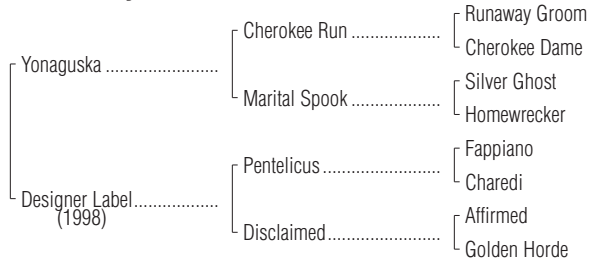 Runaway Groom
Cherokee Run ...................
Cherokee Dame
Yonaguska ........................
Silver Ghost
Marital Spook ...................
Homewrecker
Fappiano
Pentelicus .........................
Charedi
Designer Label..................
(1998)
Affirmed
Disclaimed........................
Golden Horde